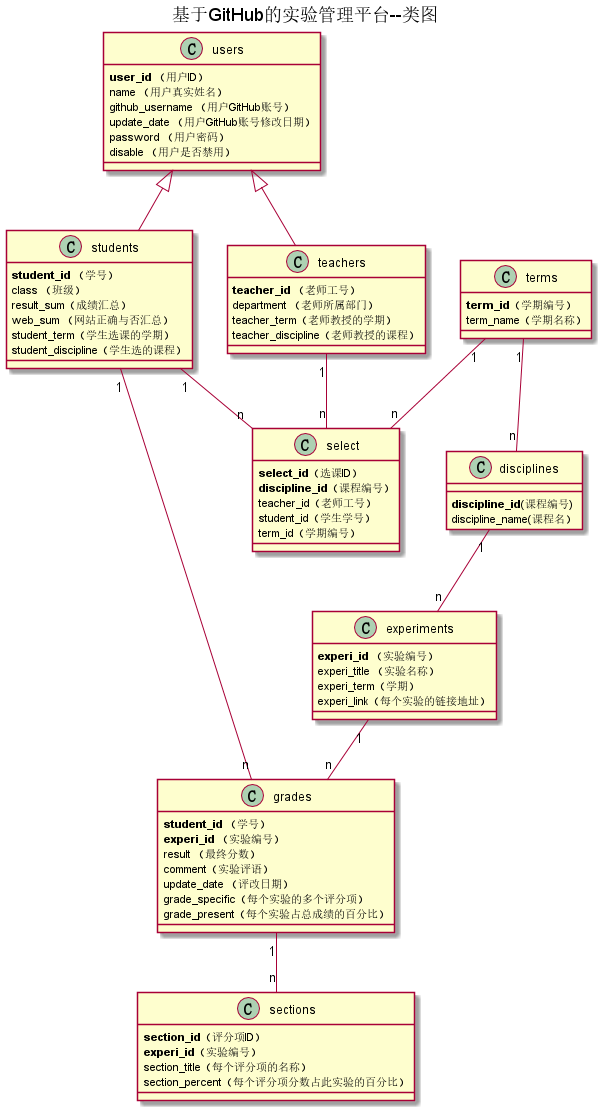 基于GitHub的实验管理平台--类图
C users
user_id （用户ID）
name （用户真实姓名）
github_username （用户GitHub账号）
update_date （用户GitHub账号修改日期）
password （用户密码）
disable （用户是否禁用）
C students
student_id （学号）
class （班级）
result_sum（成绩汇总）
web_sum （网站正确与否汇总）
student_term（学生选课的学期）
student_discipline（学生选的课程）
C teachers
teacher_id （老师工号）
department （老师所属部门）
teacher_term（老师教授的学期）
teacher_discipline（老师教授的课程）
C terms
term_id（学期编号）
term_name（学期名称）
1 1 1 1 1
n n n n
C select
select_id（选课ID）
discipline_id（课程编号）
teacher_id（老师工号）
student_id（学生学号）
term_id（学期编号）
C disciplines
discipline_id(课程编号)
discipline_name(课程名）
1
n
C experiments
experi_id （实验编号）
experi_title （实验名称）
experi_term（学期）
experi_link（每个实验的链接地址）
1
n n
C grades
student_id （学号）
experi_id （实验编号）
result （最终分数）
comment（实验评语）
update_date （评改日期）
grade_specific（每个实验的多个评分项）
grade_present（每个实验占总成绩的百分比）
1
n
C sections
section_id（评分项ID）
experi_id（实验编号）
section_title（每个评分项的名称）
section_percent（每个评分项分数占此实验的百分比）